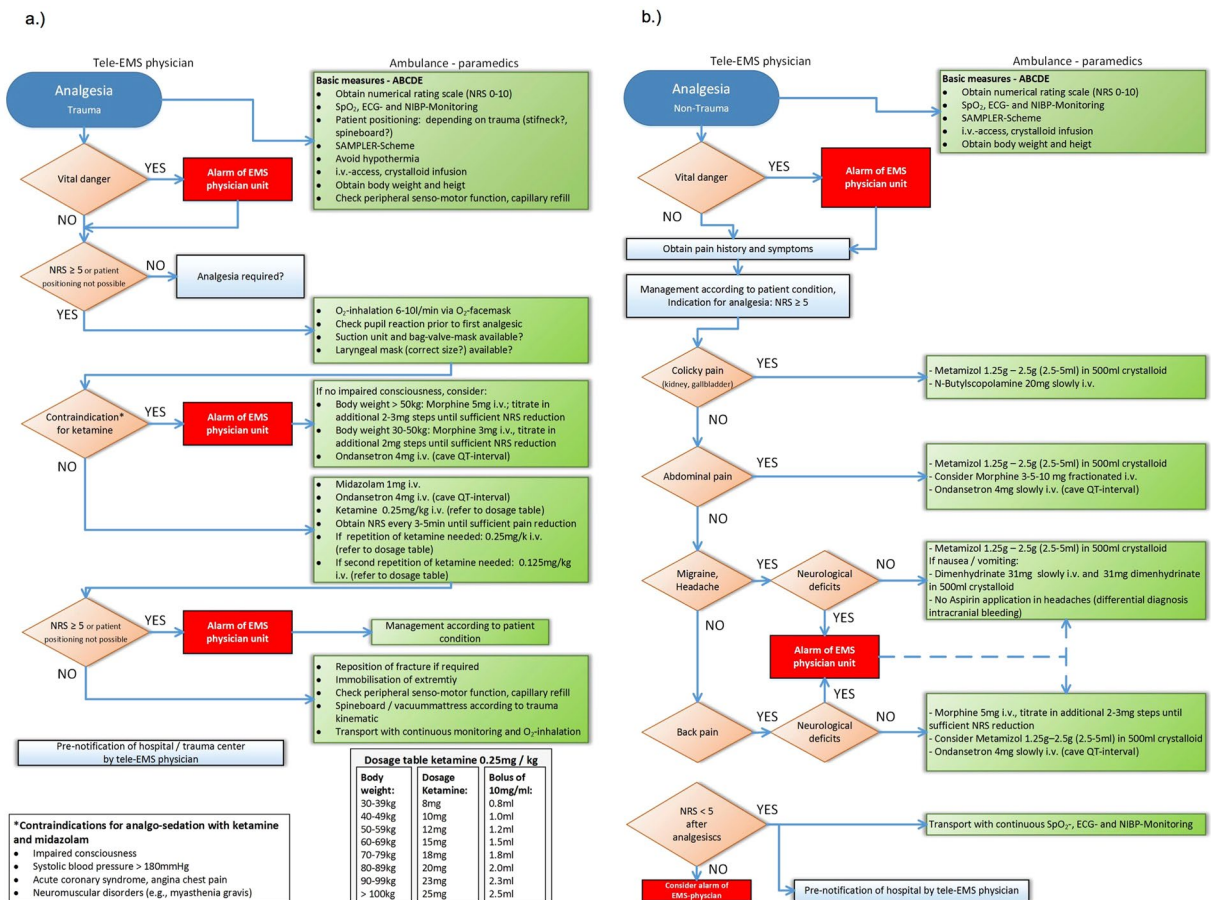 a.)
Tele-EMS physician
Ambulance - paramedics
Analgesia
Trauma
Basic measures - ABCDE
• Obtain numerical rating scale (NRS 0-10)
• SpO₂, ECG- and NIBP-Monitoring
• Patient positioning: depending on trauma (stifneck?,
spineboard?)
• SAMPLER-Scheme
• Avoid hypothermia
• i.v.-access, crystalloid infusion
• Obtain body weight and heigt
• Check peripheral senso-motor function, capillary refill
Vital danger
YES
Alarm of EMS
physician unit
NO
NRS ≥ 5 or patient
positioning not possible
NO
Analgesia required?
YES
• O₂-inhalation 6-10l/min via O₂-facemask
• Check pupil reaction prior to first analgesic
• Suction unit and bag-valve-mask available?
• Laryngeal mask (correct size?) available?
Contraindication*
for ketamine
YES
Alarm of EMS
physician unit
NO
If no impaired consciousness, consider:
• Body weight > 50kg: Morphine 5mg i.v.; titrate in
additional 2-3mg steps until sufficient NRS reduction
• Body weight 30-50kg: Morphine 3mg i.v., titrate in
additional 2mg steps until sufficient NRS reduction
• Ondansetron 4mg i.v. (cave QT-interval)
• Midazolam 1mg i.v.
• Ondansetron 4mg i.v. (cave QT-interval)
• Ketamine 0.25mg/kg i.v. (refer to dosage table)
• Obtain NRS every 3-5min until sufficient pain reduction
• If repetition of ketamine needed: 0.25mg/k i.v.
(refer to dosage table)
• If second repetition of ketamine needed: 0.125mg/kg
i.v. (refer to dosage table)
NRS ≥ 5 or patient
positioning not possible
YES
Alarm of EMS
physician unit
Management according to patient
condition
NO
• Reposition of fracture if required
• Immobilisation of extremtiy
• Check peripheral senso-motor function, capillary refill
• Spineboard / vacuummattress according to trauma
kinematic
• Transport with continuous monitoring and O₂-inhalation
Pre-notification of hospital / trauma center
by tele-EMS physician
*Contraindications for analgo-sedation with ketamine
and midazolam
• Impaired consciousness
• Systolic blood pressure > 180mmHg
• Acute coronary syndrome, angina chest pain
• Neuromuscular disorders (e.g., myasthenia gravis)
Dosage table ketamine 0.25mg / kg
Body weight: Dosage Ketamine: Bolus of 10mg/ml:
30-39kg 8mg 0.8ml
40-49kg 10mg 1.0ml
50-59kg 12mg 1.2ml
60-69kg 15mg 1.5ml
70-79kg 18mg 1.8ml
80-89kg 20mg 2.0ml
90-99kg 23mg 2.3ml
> 100kg 25mg 2.5ml
b.)
Tele-EMS physician
Ambulance - paramedics
Analgesia
Non-Trauma
Basic measures - ABCDE
• Obtain numerical rating scale (NRS 0-10)
• SpO₂, ECG- and NIBP-Monitoring
• SAMPLER-Scheme
• i.v.-access, crystalloid infusion
• Obtain body weight and heigt
Vital danger
YES
Alarm of EMS
physician unit
NO
Obtain pain history and symptoms
Management according to patient condition,
Indication for analgesia: NRS ≥ 5
Colicky pain
(kidney, gallbladder)
YES
- Metamizol 1.25g – 2.5g (2.5-5ml) in 500ml crystalloid
- N-Butylscopolamine 20mg slowly i.v.
NO
Abdominal pain
YES
- Metamizol 1.25g – 2.5g (2.5-5ml) in 500ml crystalloid
- Consider Morphine 3-5-10 mg fractionated i.v.
- Ondansetron 4mg slowly i.v. (cave QT-interval)
NO
Migraine,
Headache
YES
Neurological
deficits
NO
- Metamizol 1.25g – 2.5g (2.5-5ml) in 500ml crystalloid
If nausea / vomiting:
- Dimenhydrinate 31mg slowly i.v. and 31mg dimenhydrinate
in 500ml crystalloid
- No Aspirin application in headaches (differential diagnosis
intracranial bleeding)
YES
NO
Alarm of EMS
physician unit
YES
Back pain
YES
Neurological
deficits
NO
- Morphine 5mg i.v., titrate in additional 2-3mg steps until
sufficient NRS reduction
- Consider Metamizol 1.25g–2.5g (2.5-5ml) in 500ml crystalloid
- Ondansetron 4mg slowly i.v. (cave QT-interval)
NRS < 5
after
analgesiscs
YES
Transport with continuous SpO₂-, ECG- and NIBP-Monitoring
NO
Consider alarm of
EMS-physician
Pre-notification of hospital by tele-EMS physician